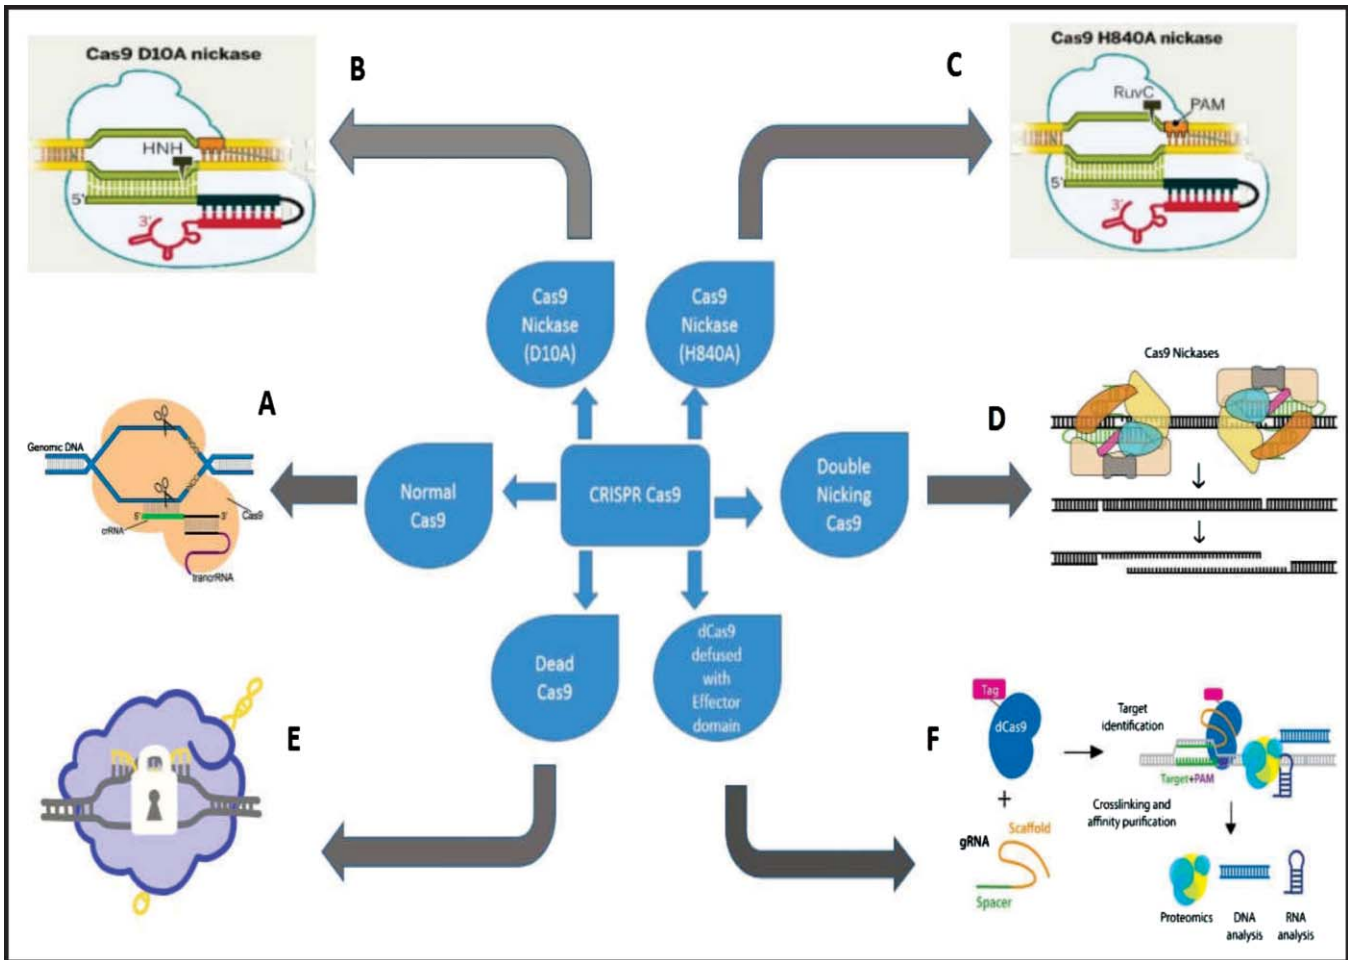 Cas9 D10A nickase
HNH
5'
3'
B
C
Cas9 H840A nickase
RuvC
PAM
5'
3'
Cas9
Nickase
(D10A)
Cas9
Nickase
(H840A)
A
Genomic DNA
5'
3'
crRNA
Cas9
trancrRNA
Normal
Cas9
CRISPR Cas9
Double
Nicking
Cas9
D
Cas9 Nickases
Dead
Cas9
dCas9
defused
with
Effector
domain
E
F
Tag
dCas9
+
gRNA
Scaffold
Spacer
Target
identification
Target+PAM
Crosslinking and
affinity purification
Proteomics
DNA
analysis
RNA
analysis